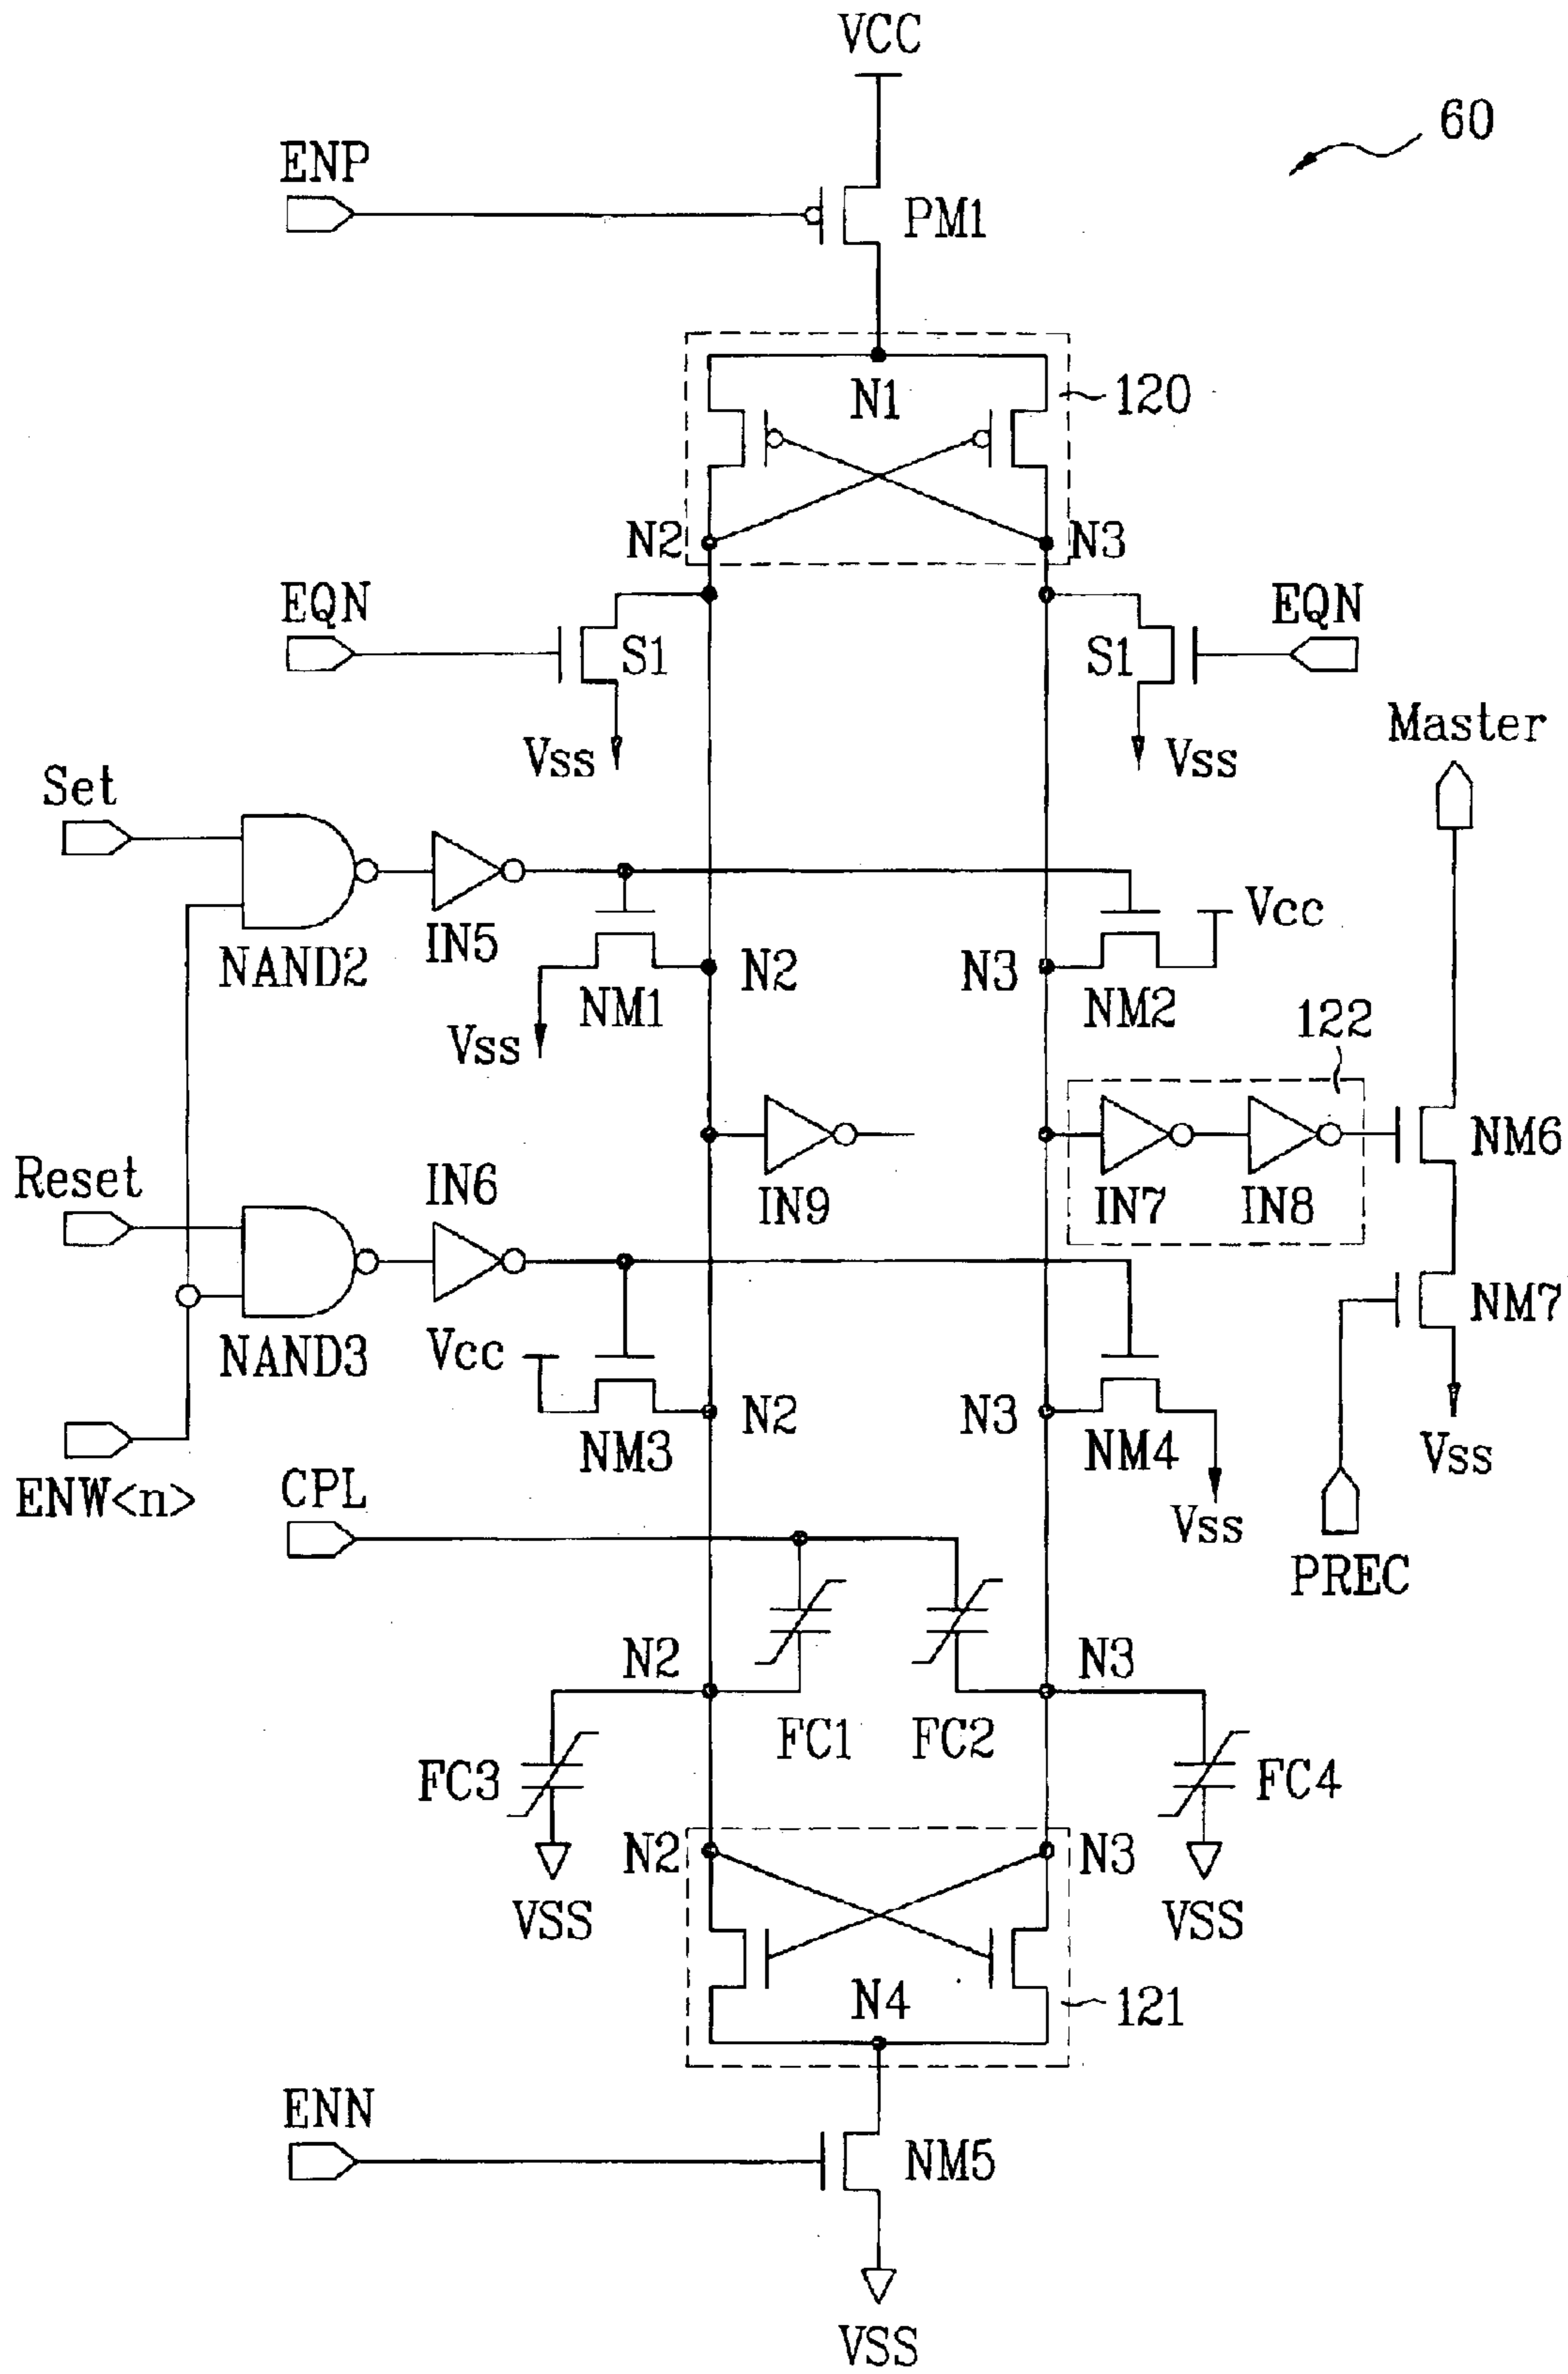 VCC
60
ENP
PM1
N1
120
N2
N3
EQN
S1
S1
EQN
Vss
Vss
Master
Set
NAND2
IN5
NM1
Vss
N2
N3
NM2
Vcc
122
IN9
IN7
IN8
NM6
Reset
NAND3
IN6
Vcc
NM3
N2
N3
NM4
Vss
NM7
Vss
PREC
ENW<n>
CPL
N2
N3
FC1
FC2
FC3
FC4
VSS
VSS
N2
N3
N4
121
ENN
NM5
VSS